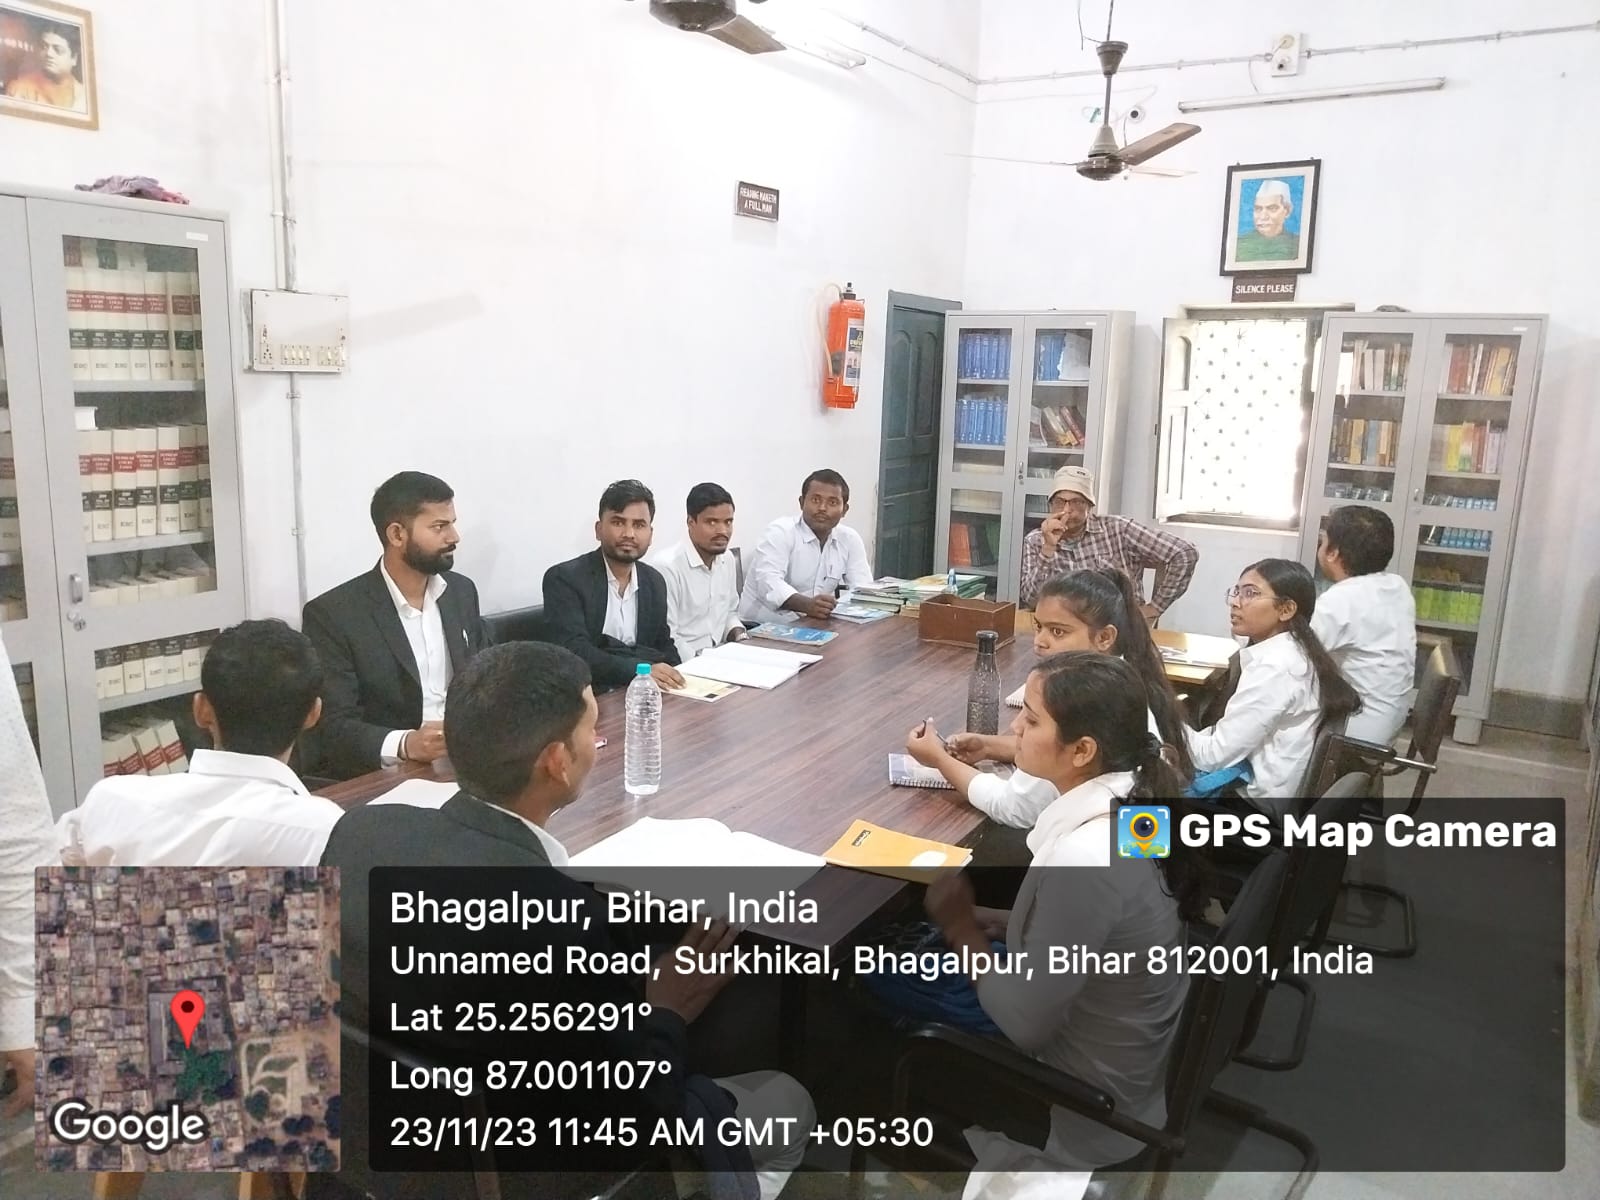 READING MAKETH
A FULL MAN
SILENCE PLEASE
GPS Map Camera
Bhagalpur, Bihar, India
Unnamed Road, Surkhikal, Bhagalpur, Bihar 812001, India
Lat 25.256291°
Long 87.001107°
23/11/23 11:45 AM GMT +05:30
Google